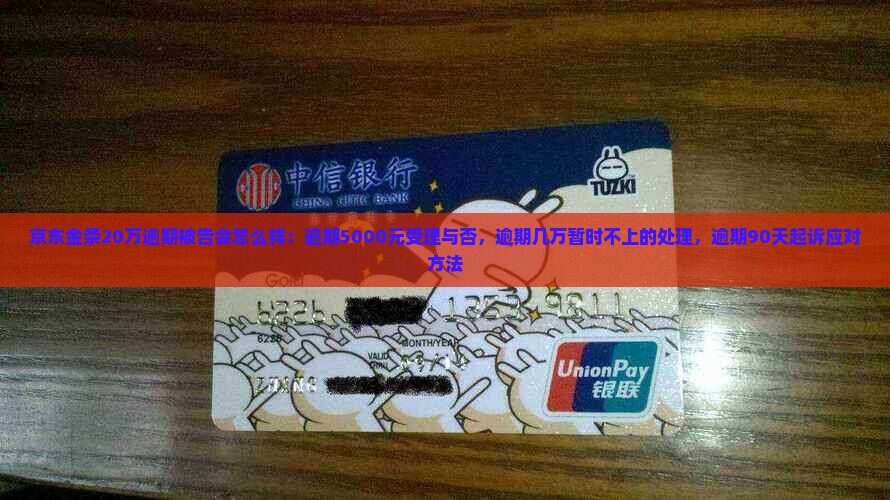 中信银行
CHINA CITIC BANK
TUZKI
京东金条20万逾期被告会怎么样：逾期5000元受理与否，逾期几万暂时不上的处理，逾期90天起诉应对
方法
Gold
6226 1353 9811
6226
MONTH/YEAR
VALID
THRU
UnionPay
银联